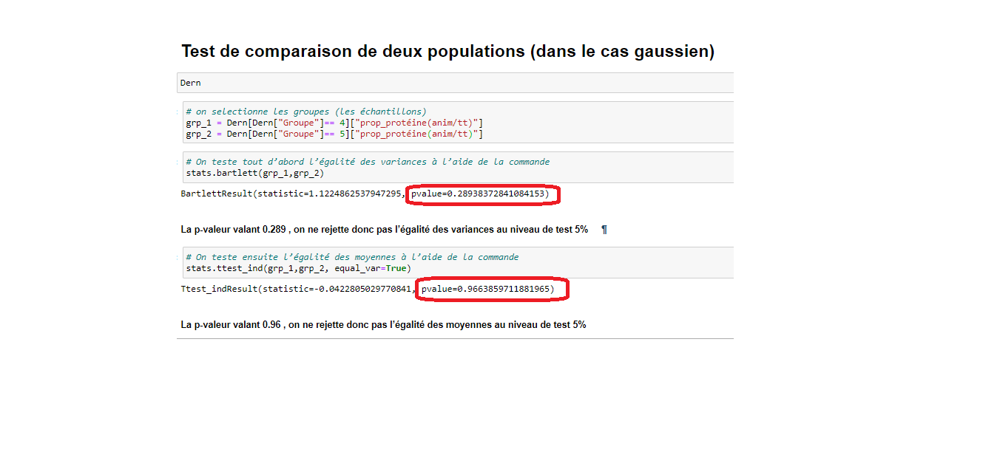 Test de comparaison de deux populations (dans le cas gaussien)
Dern
# on selectionne les groupes (les échantillons)
grp_1 = Dern[Dern["Groupe"]== 4]["prop_protéine(anim/tt)"]
grp_2 = Dern[Dern["Groupe"]== 5]["prop_protéine(anim/tt)"]
# On teste tout d’abord l’égalité des variances à l’aide de la commande
stats.bartlett(grp_1,grp_2)
BartlettResult(statistic=1.1224862537947295, pvalue=0.28938372841084153)
La p-valeur valant 0.289 , on ne rejette donc pas l’égalité des variances au niveau de test 5% ¶
# On teste ensuite l’égalité des moyennes à l’aide de la commande
stats.ttest_ind(grp_1,grp_2, equal_var=True)
Ttest_indResult(statistic=-0.0422805029770841, pvalue=0.9663859711881965)
La p-valeur valant 0.96 , on ne rejette donc pas l’égalité des moyennes au niveau de test 5%